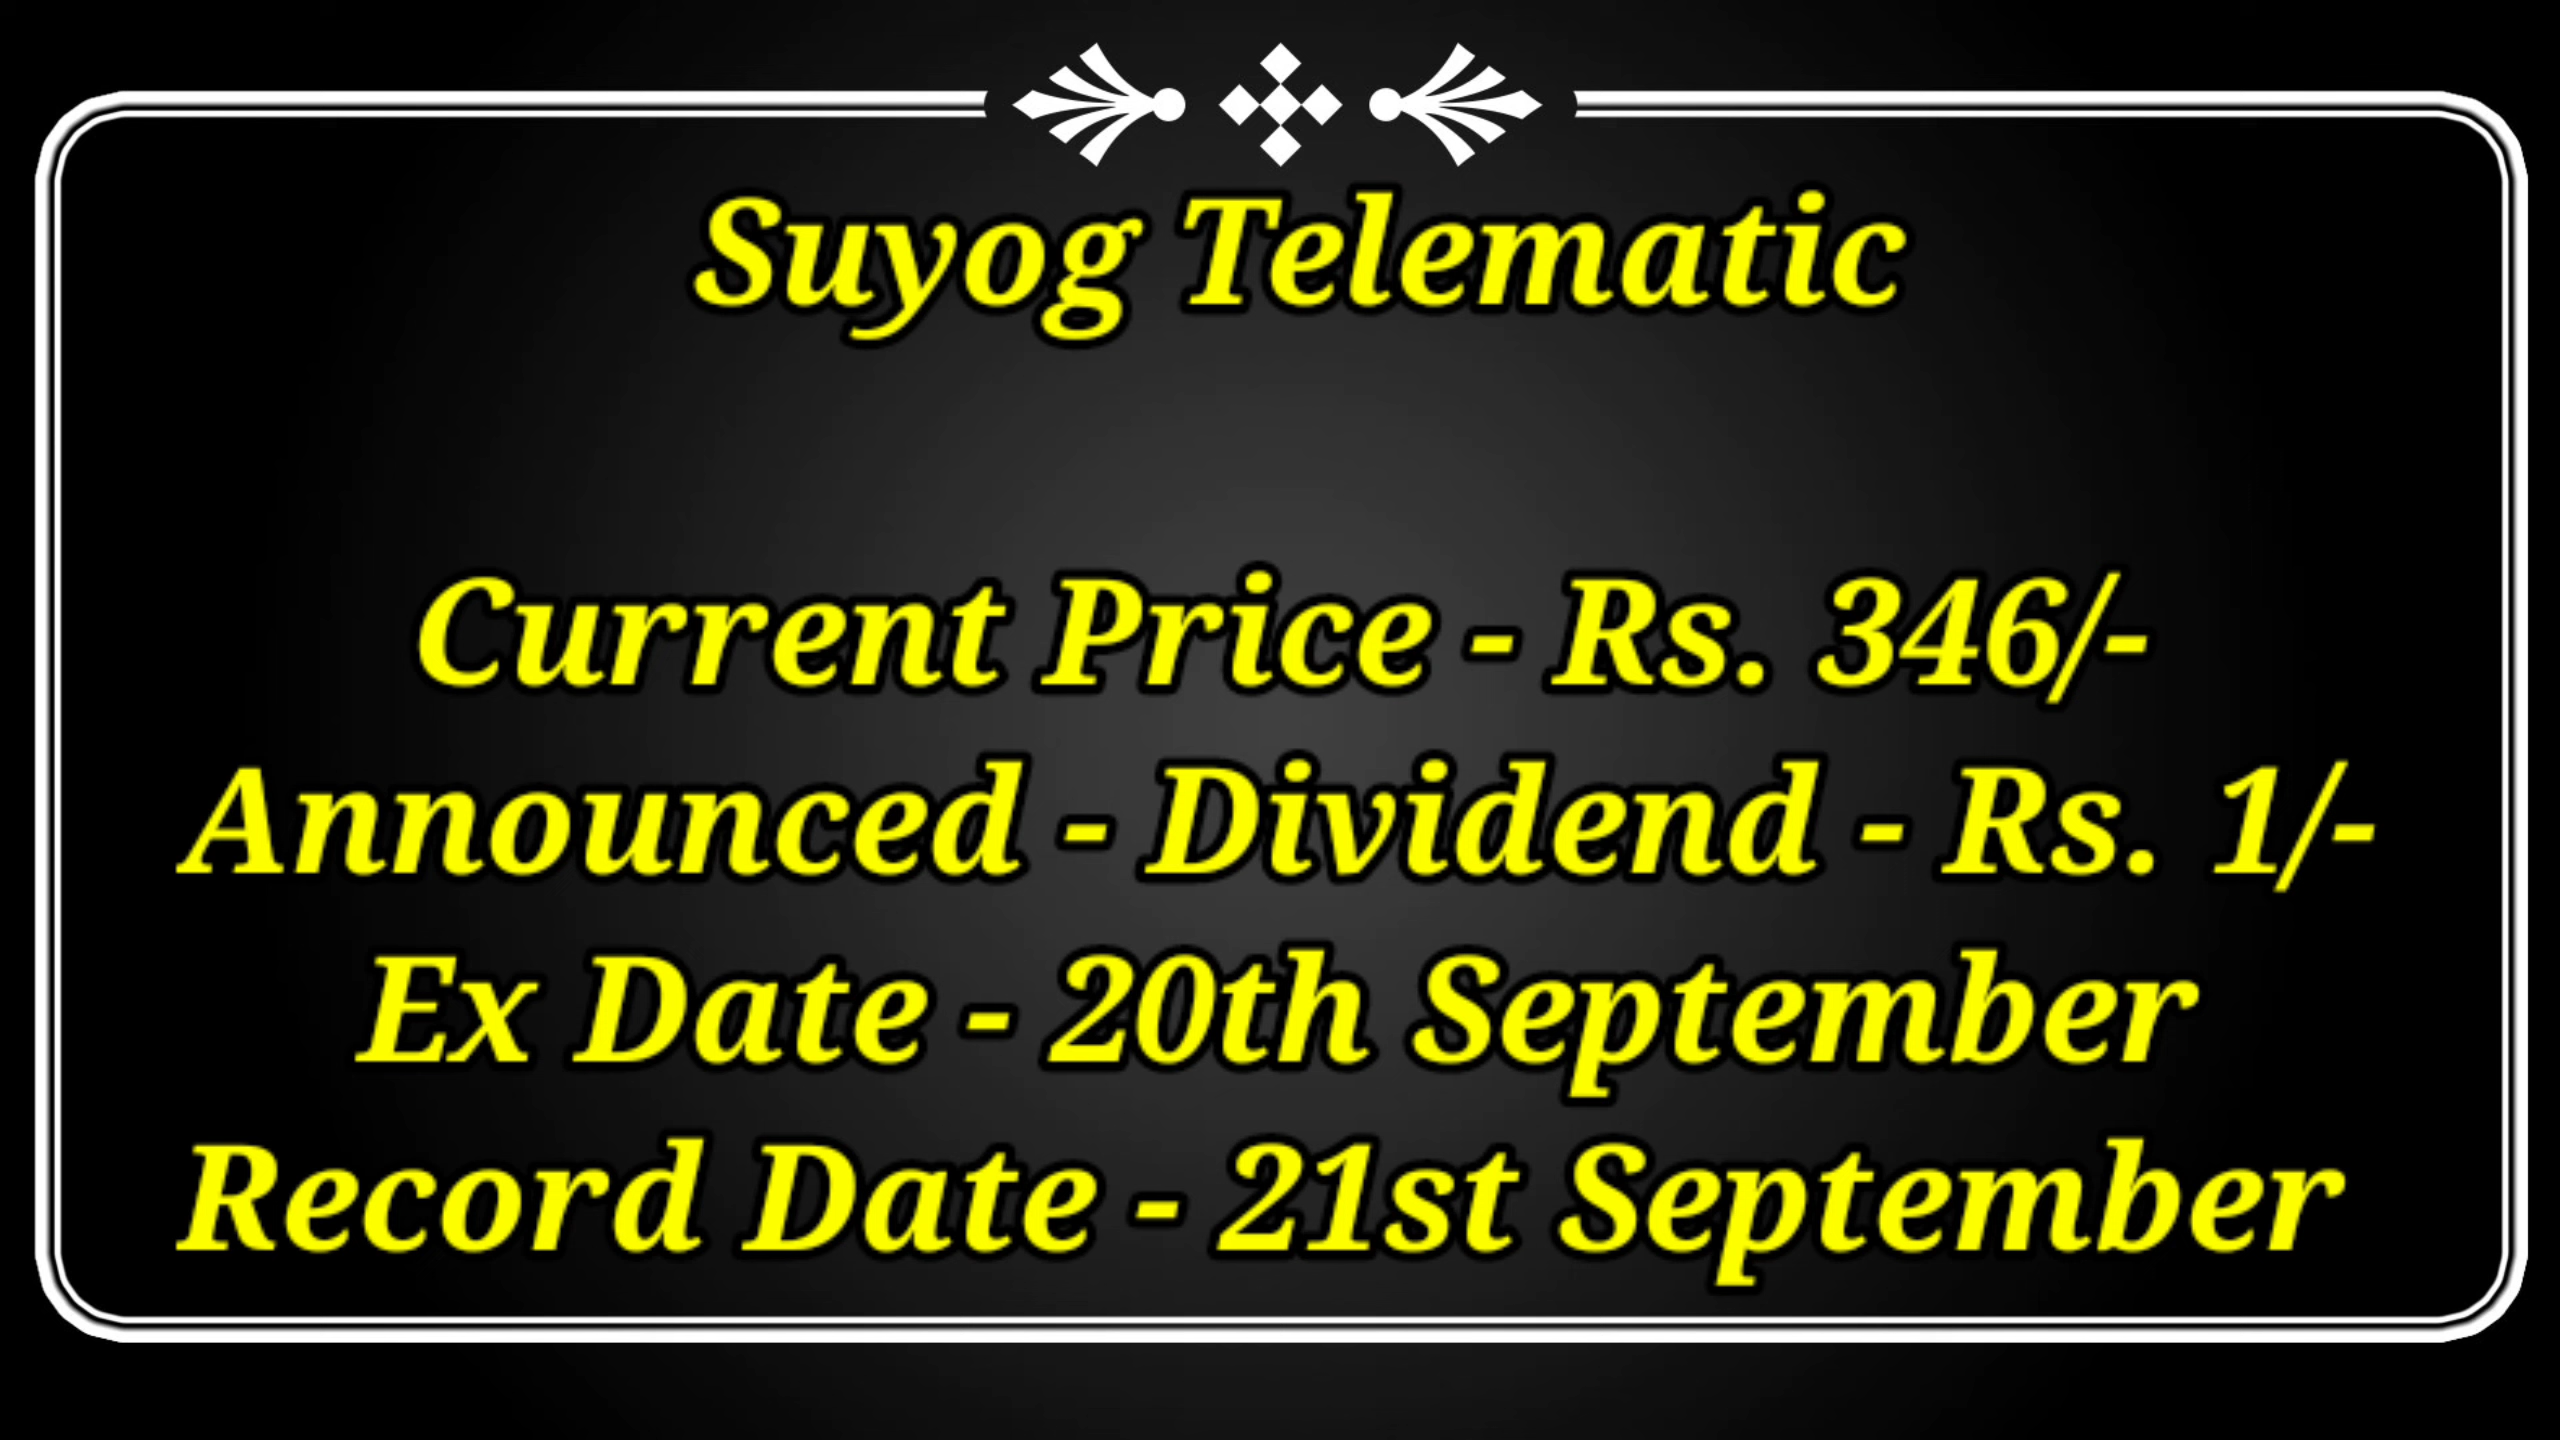 Suyog Telematic
Current Price - Rs. 346/-
Announced - Dividend - Rs. 1/-
Ex Date - 20th September
Record Date - 21st September